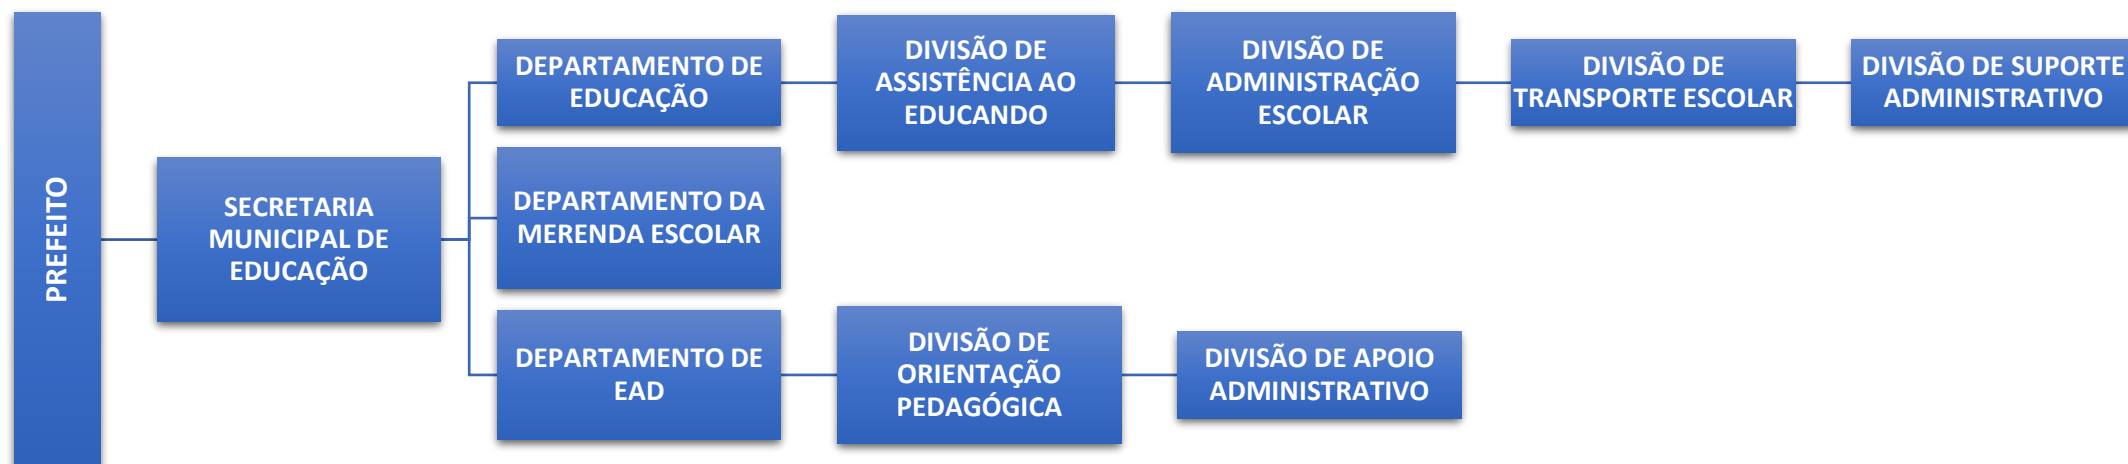 PREFEITO
SECRETARIA
MUNICIPAL DE
EDUCAÇÃO
DEPARTAMENTO DE
EDUCAÇÃO
DIVISÃO DE
ASSISTÊNCIA AO
EDUCANDO
DIVISÃO DE
ADMINISTRAÇÃO
ESCOLAR
DIVISÃO DE
TRANSPORTE ESCOLAR
DIVISÃO DE SUPORTE
ADMINISTRATIVO
DEPARTAMENTO DA
MERENDA ESCOLAR
DEPARTAMENTO DE
EAD
DIVISÃO DE
ORIENTAÇÃO
PEDAGÓGICA
DIVISÃO DE APOIO
ADMINISTRATIVO